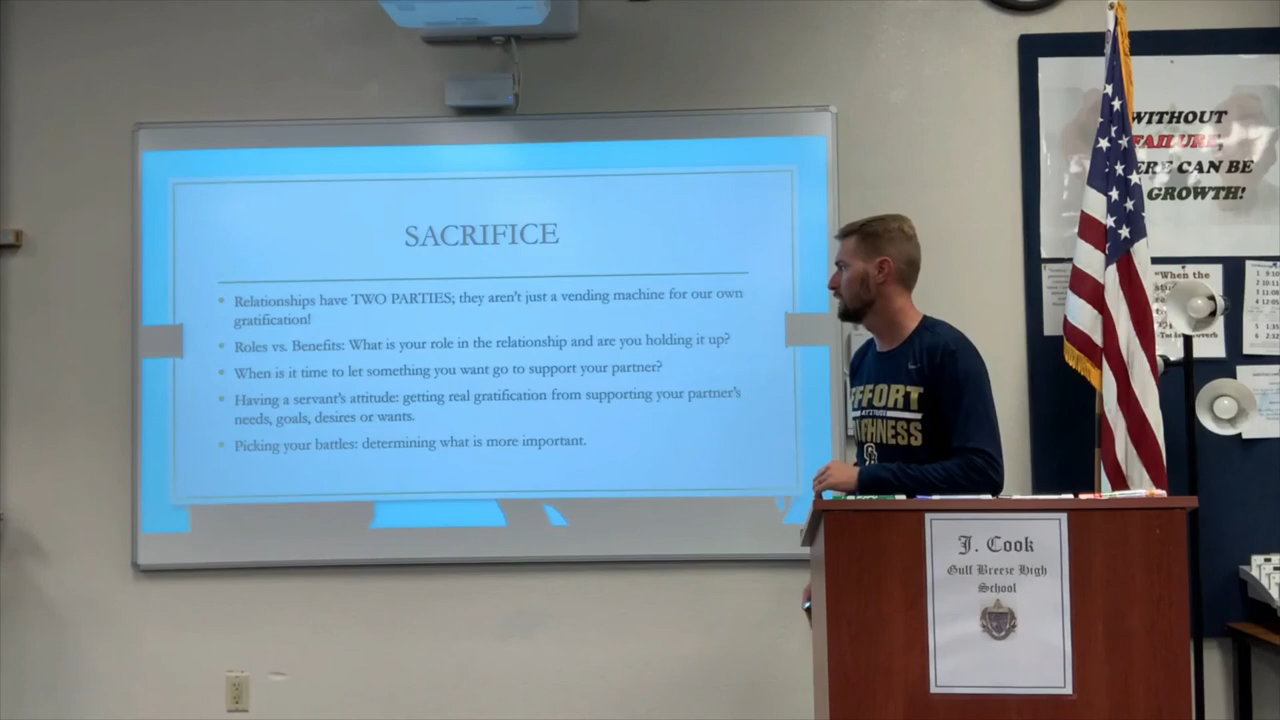 SACRIFICE
Relationships have TWO PARTIES; they aren't just a vending machine for our own
gratification!
Roles vs. Benefits: What is your role in the relationship and are you holding it up?
When is it time to let something you want go to support your partner?
Having a servant's attitude: getting real gratification from supporting your partner's
needs, goals, desires or wants.
Picking your battles: determining what is more important.
WITHOUT
FAILURE,
ERE CAN BE
GROWTH!
"When the
EFFORT
J. Cook
Gulf Breeze High
School